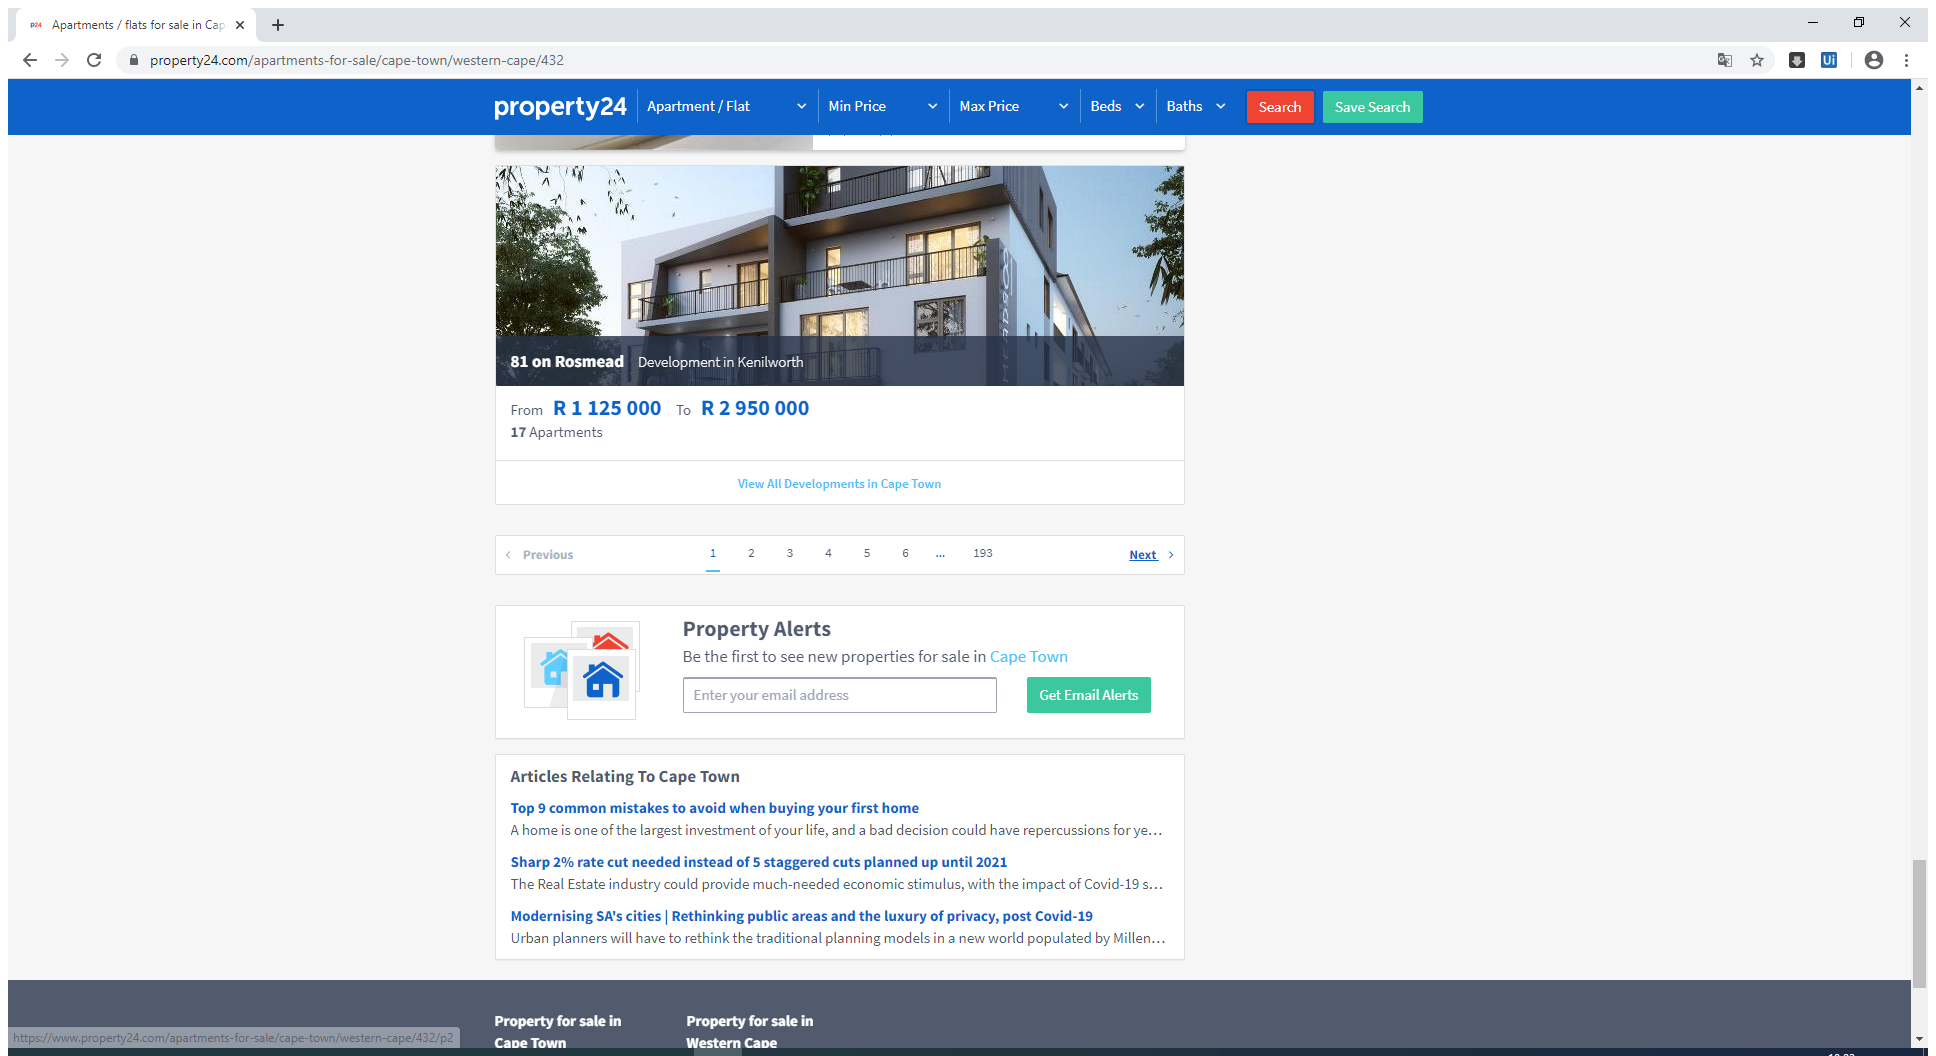 p24 Apartments / flats for sale in Cap
property24.com/apartments-for-sale/cape-town/western-cape/432
Ui
property24 Apartment / Flat Min Price Max Price Beds Baths Search Save Search
81 on Rosmead Development in Kenilworth
From R 1 125 000 To R 2 950 000
17 Apartments
View All Developments in Cape Town
Previous 1 2 3 4 5 6 ... 193 Next
Property Alerts
Be the first to see new properties for sale in Cape Town
Enter your email address Get Email Alerts
Articles Relating To Cape Town
Top 9 common mistakes to avoid when buying your first home
A home is one of the largest investment of your life, and a bad decision could have repercussions for ye…
Sharp 2% rate cut needed instead of 5 staggered cuts planned up until 2021
The Real Estate industry could provide much-needed economic stimulus, with the impact of Covid-19 s…
Modernising SA's cities | Rethinking public areas and the luxury of privacy, post Covid-19
Urban planners will have to rethink the traditional planning models in a new world populated by Millen…
Property for sale in Property for sale in
Cape Town Western Cape
https://www.property24.com/apartments-for-sale/cape-town/western-cape/432/p2